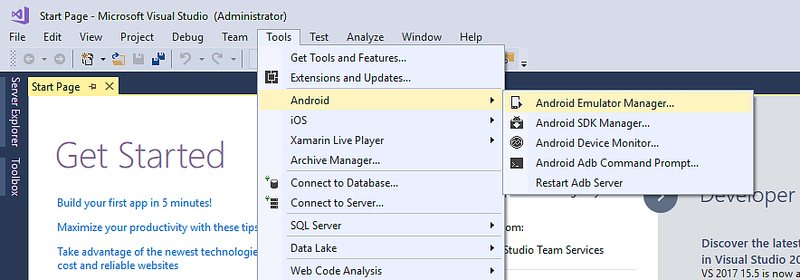 Start Page - Microsoft Visual Studio (Administrator)
File Edit View Project Debug Team Tools Test Analyze Window Help
Server Explorer
Toolbox
Start Page
Get Started
Build your first app in 5 minutes!
Maximize your productivity with these tips
Take advantage of the newest technologie
cost and reliable websites
Get Tools and Features...
Extensions and Updates...
Android
iOS
Xamarin Live Player
Archive Manager...
Connect to Database...
Connect to Server...
SQL Server
Data Lake
Web Code Analysis
Android Emulator Manager...
Android SDK Manager...
Android Device Monitor...
Android Adb Command Prompt...
Restart Adb Server
om:
Studio Team Services
Developer
Discover the latest
in Visual Studio 20
VS 2017 15.5 is now a